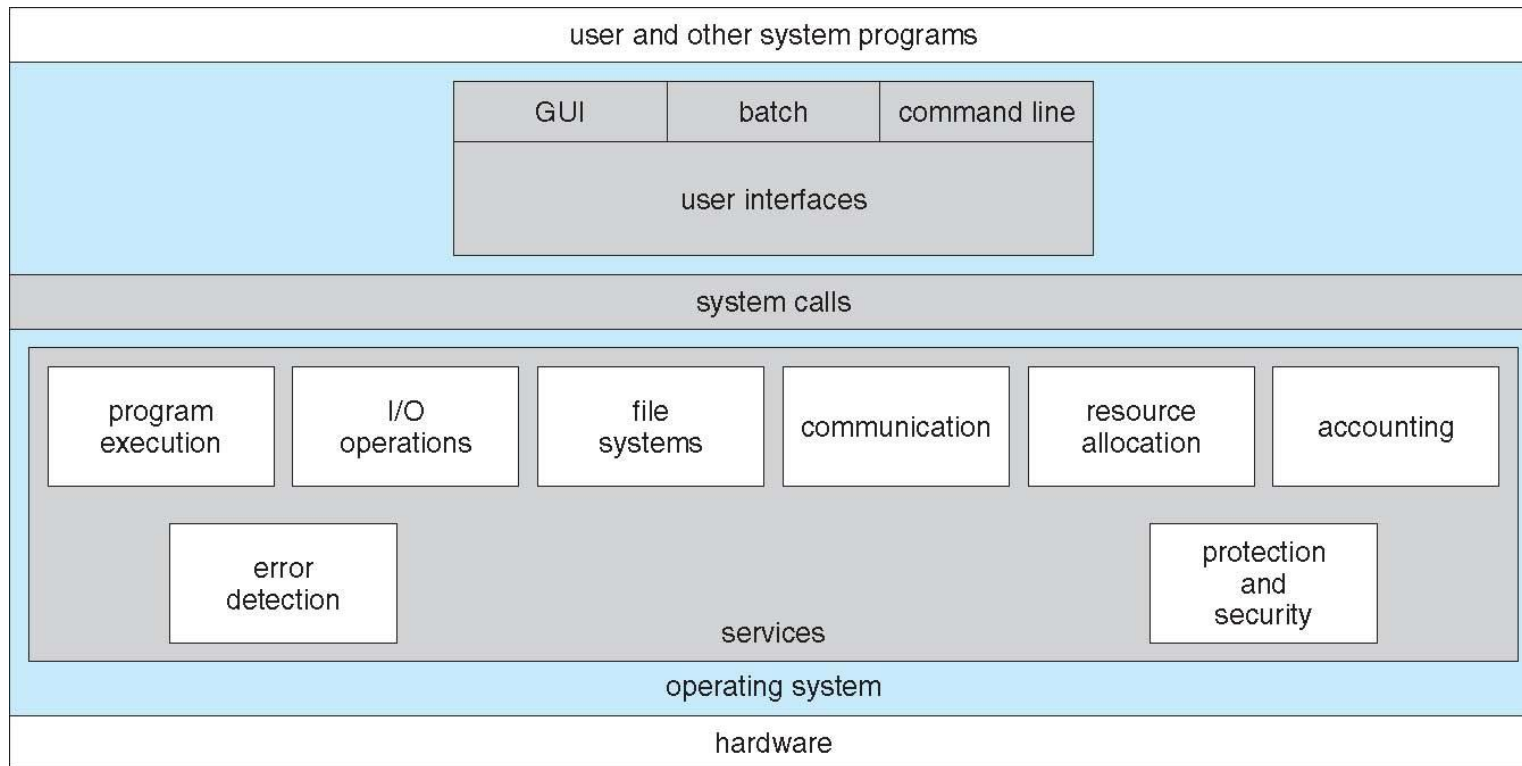 user and other system programs
GUI
batch
command line
user interfaces
system calls
program
execution
I/O
operations
file
systems
communication
resource
allocation
accounting
error
detection
protection
and
security
services
operating system
hardware